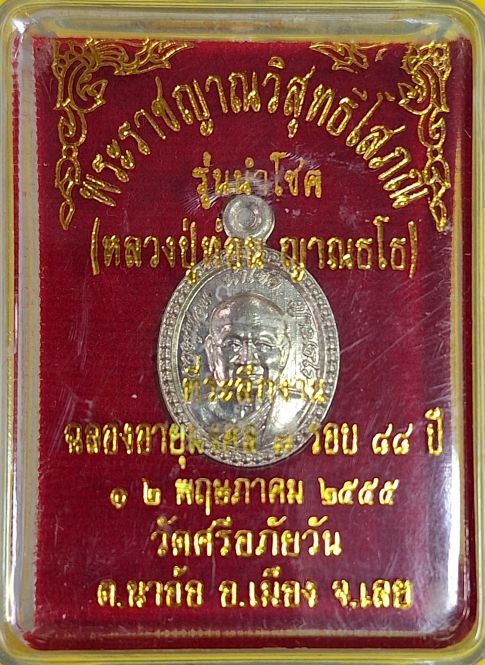 พระราชญาณวิสุทธิโสภณ
รุ่นนำโชค
(หลวงปู่ท่อน ญาณธโร)
ที่ระลึกงาน
ฉลองอายุ ๗ รอบ ๘๔ ปี
๑ ๒ พฤษภาคม ๒๕๕๕
วัดศรีอภัยวัน
ต.นาอ้อ อ.เมือง จ.เลย